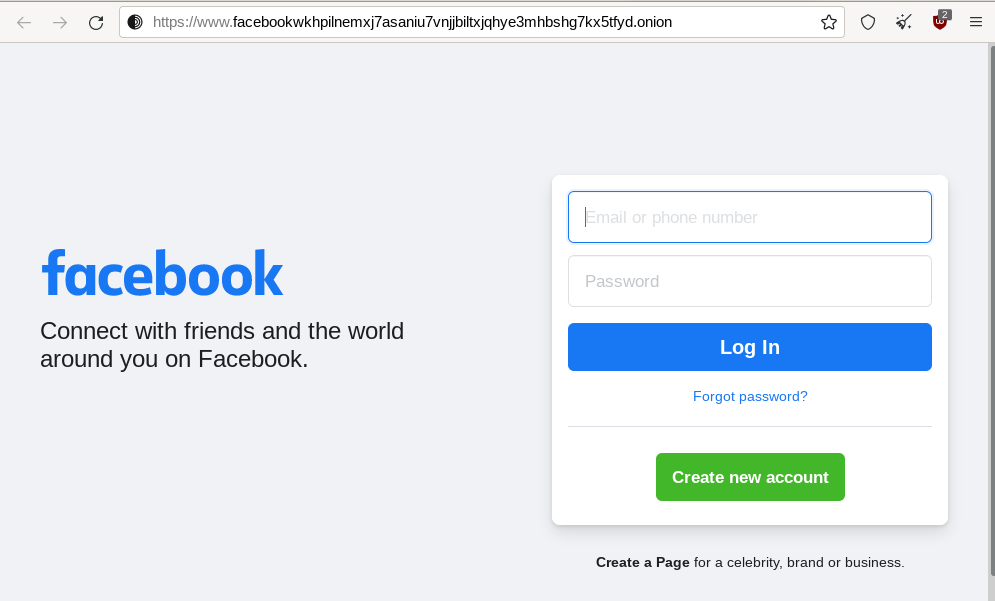 https://www.facebookwkhpilnemxj7asaniu7vnjjbiltxjqhye3mhbshg7kx5tfyd.onion
2
facebook
Connect with friends and the world
around you on Facebook.
Email or phone number
Password
Log In
Forgot password?
Create new account
Create a Page for a celebrity, brand or business.